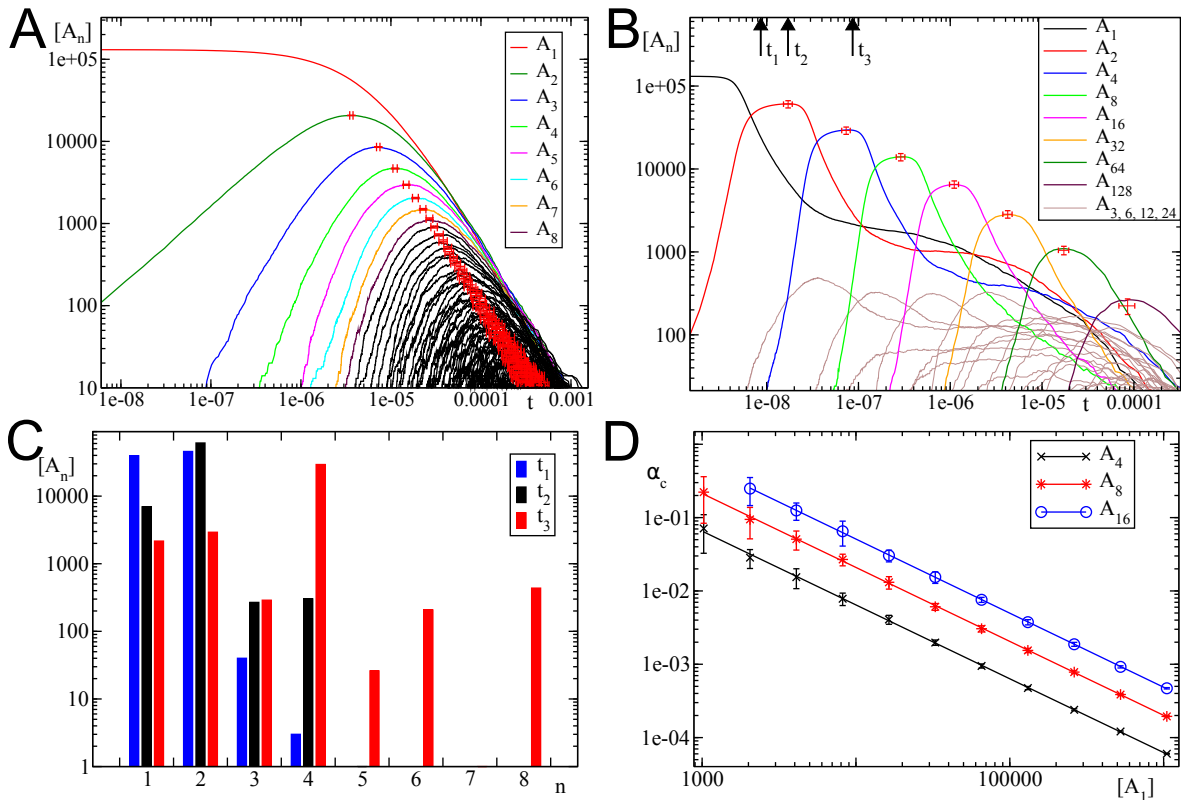 A
[Aₙ]
1e+05
10000
1000
100
10
1e-08
1e-07
1e-06
1e-05
0.0001
t
0.001
A₁
A₂
A₃
A₄
A₅
A₆
A₇
A₈
B
[Aₙ]
1e+05
10000
1000
100
t₁
t₂
t₃
1e-08
1e-07
1e-06
1e-05
t
0.0001
A₁
A₂
A₄
A₈
A₁₆
A₃₂
A₆₄
A₁₂₈
A₃, ₆, ₁₂, ₂₄
C
[Aₙ]
10000
1000
100
10
1
1
2
3
4
5
6
7
8
n
t₁
t₂
t₃
D
α_c
1e-01
1e-02
1e-03
1e-04
1000
100000
[A₁]
A₄
A₈
A₁₆